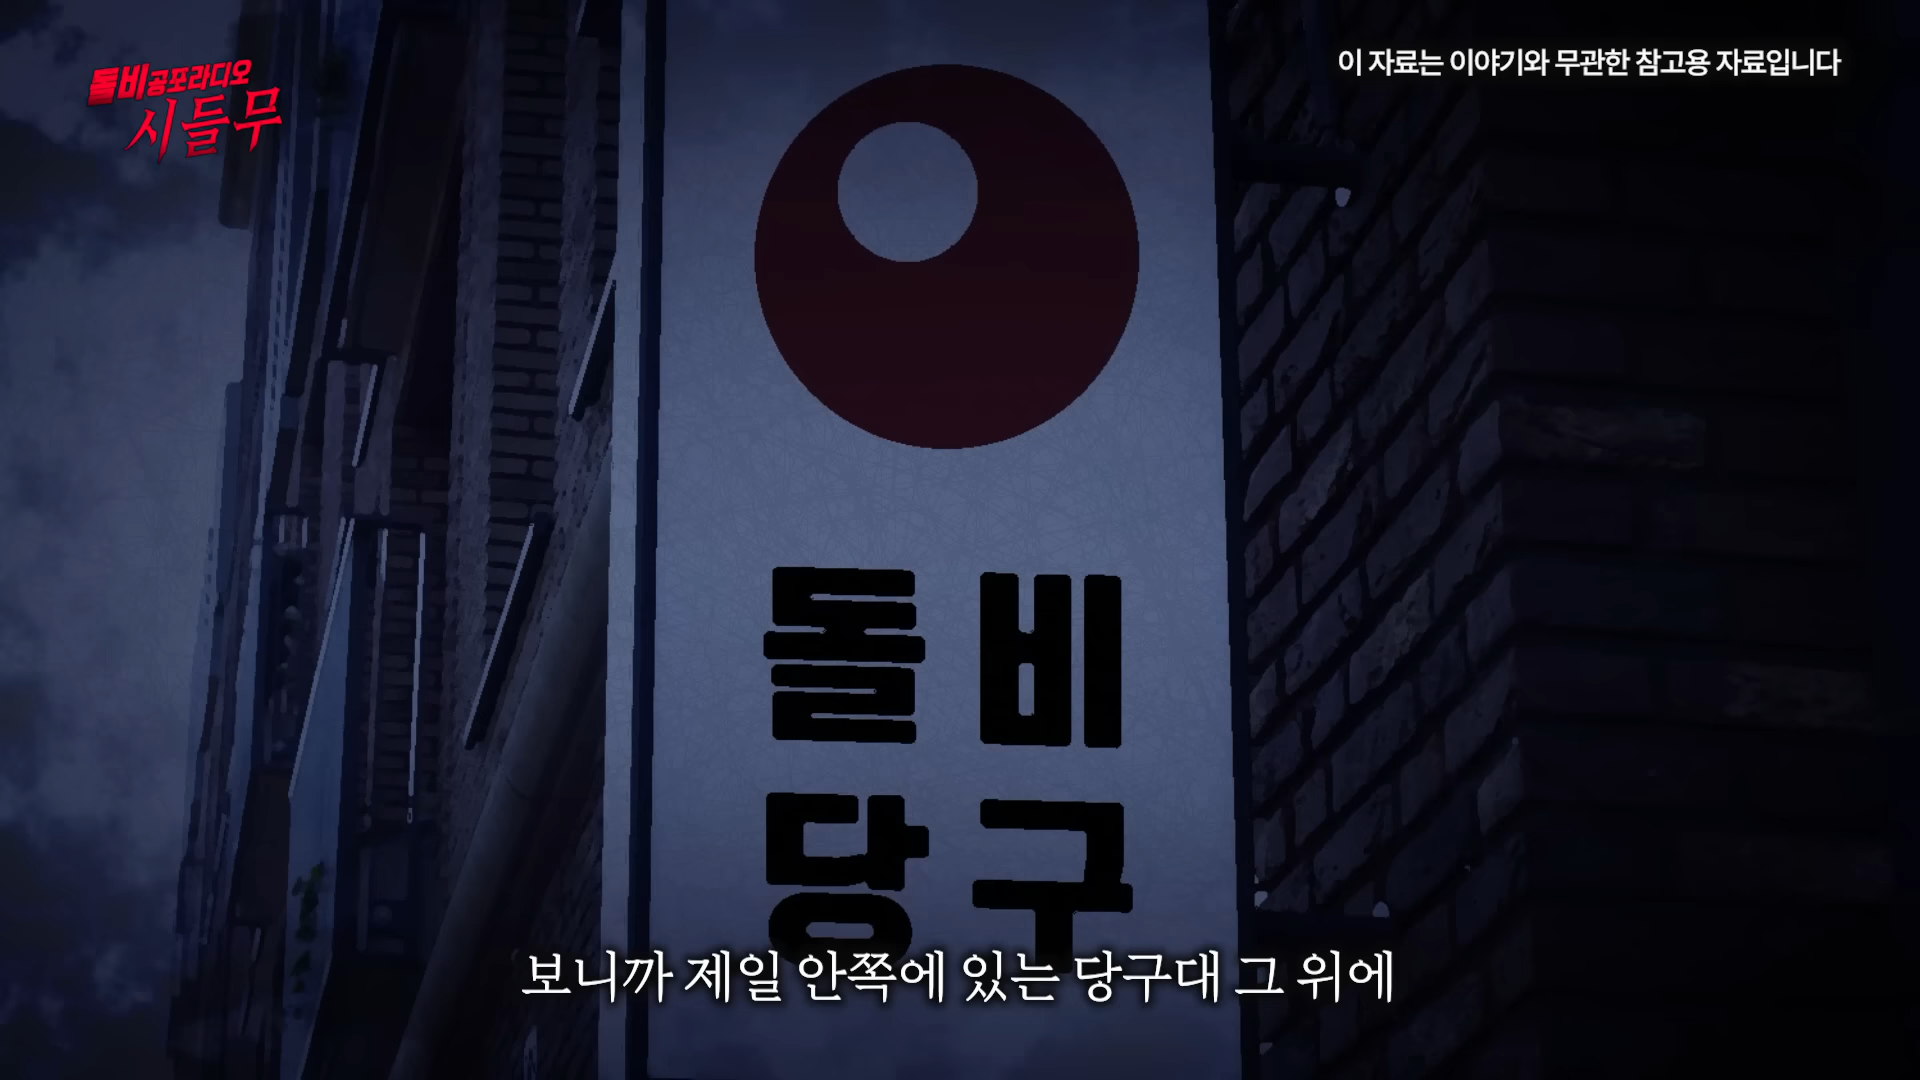 돌비공포라디오
시들무
이 자료는 이야기와 무관한 참고용 자료입니다
돌비
당구
보니까 제일 안쪽에 있는 당구대 그 위에